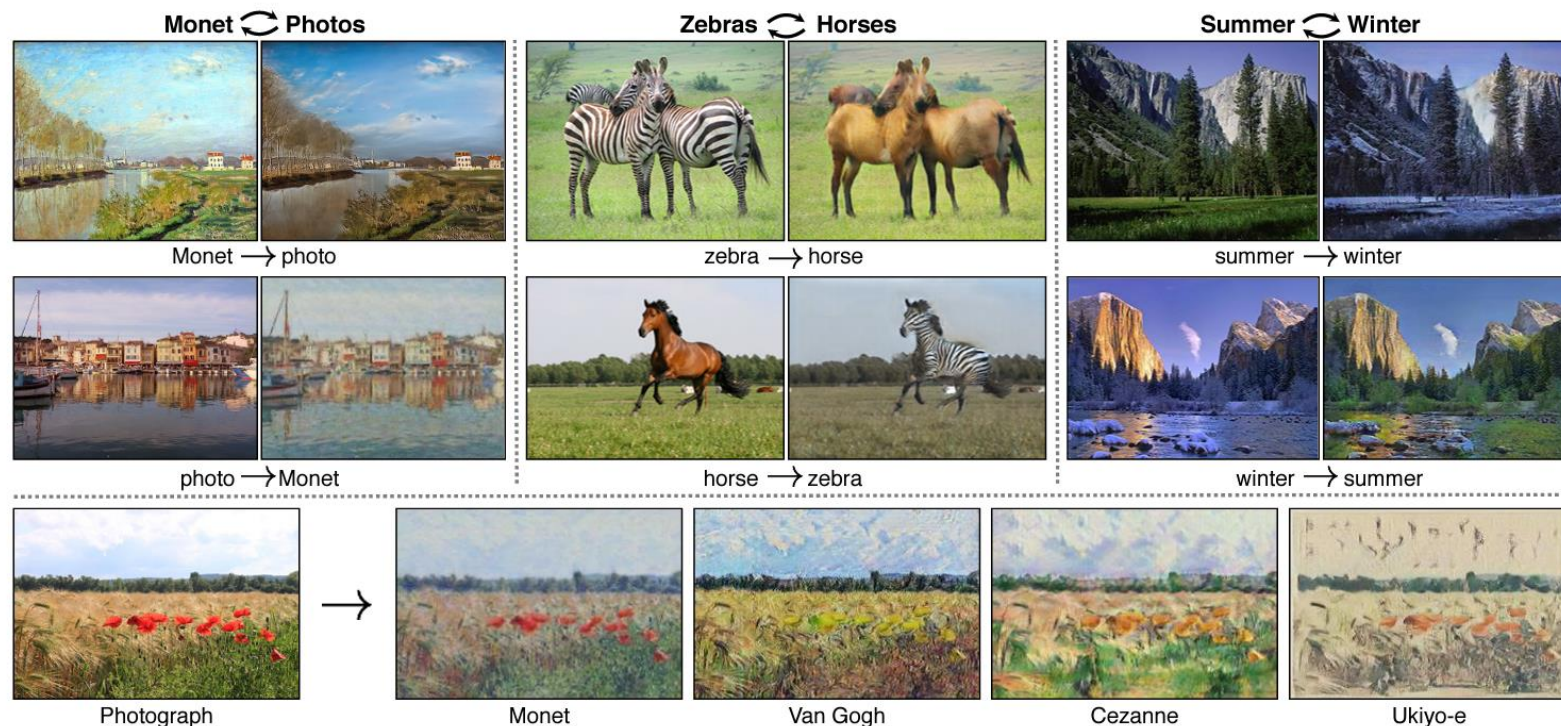 Monet ⟳ Photos
Zebras ⟳ Horses
Summer ⟳ Winter
Monet → photo
zebra → horse
summer → winter
photo → Monet
horse → zebra
winter → summer
Photograph
Monet
Van Gogh
Cezanne
Ukiyo-e